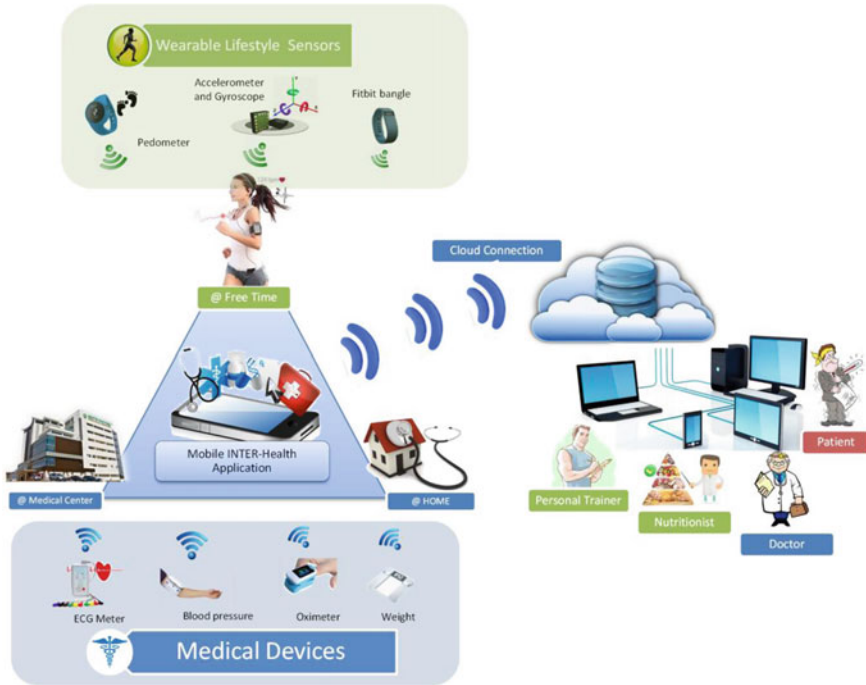 Wearable Lifestyle Sensors
Accelerometer
and Gyroscope
Fitbit bangle
Pedometer
Cloud Connection
@ Free Time
Mobile INTER-Health
Application
@ Medical Center
@ HOME
Patient
Personal Trainer
Nutritionist
Doctor
ECG Meter
Blood pressure
Oximeter
Weight
Medical Devices